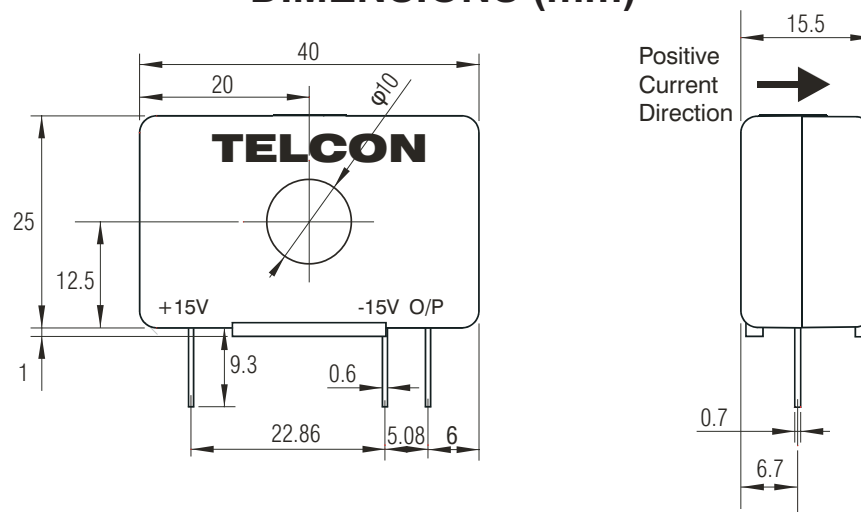 DIMENSIONS (mm)
40
20
φ10
TELCON
25
12.5
+15V
-15V O/P
1
9.3
0.6
22.86
5.08
6
15.5
Positive
Current
Direction
0.7
6.7